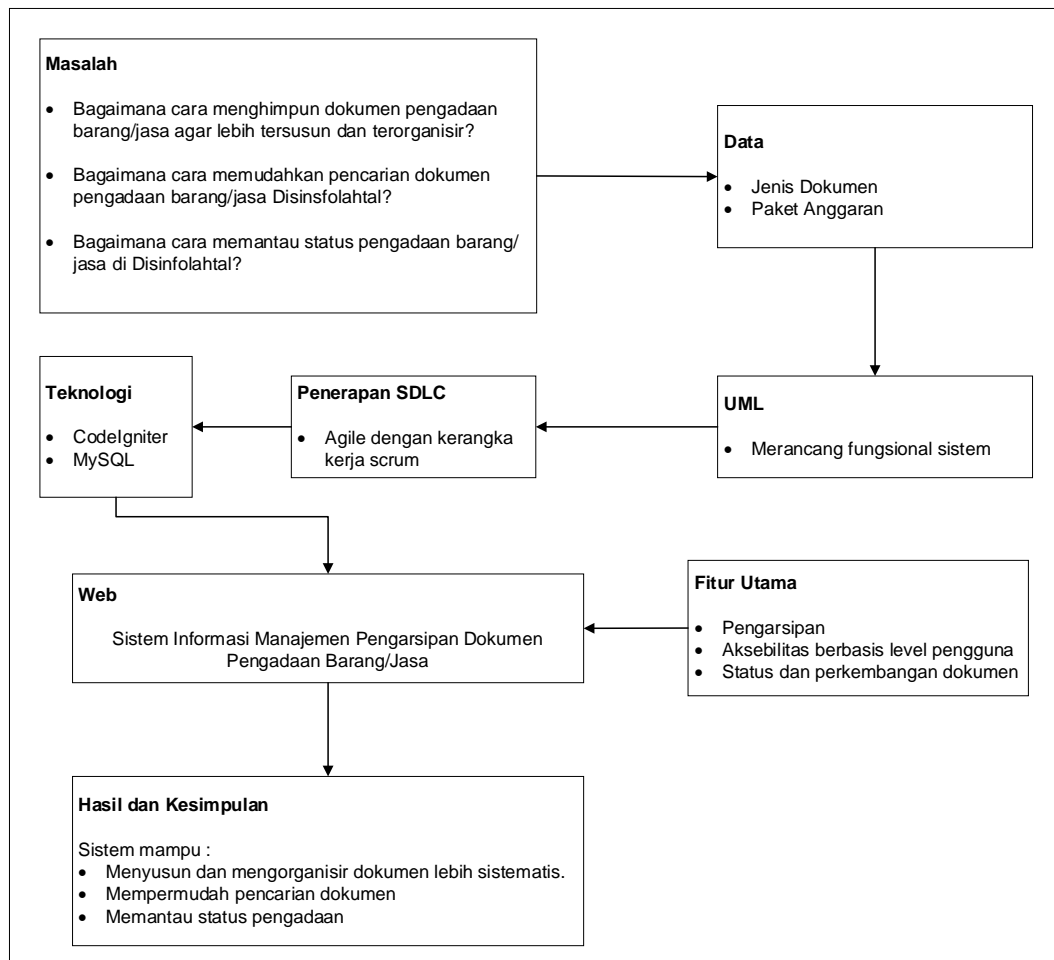 Masalah
• Bagaimana cara menghimpun dokumen pengadaan
barang/jasa agar lebih tersusun dan terorganisir?
• Bagaimana cara memudahkan pencarian dokumen
pengadaan barang/jasa Disinsfolahtal?
• Bagaimana cara memantau status pengadaan barang/
jasa di Disinfolahtal?
Data
• Jenis Dokumen
• Paket Anggaran
UML
• Merancang fungsional sistem
Penerapan SDLC
• Agile dengan kerangka
kerja scrum
Teknologi
• CodeIgniter
• MySQL
Web
Sistem Informasi Manajemen Pengarsipan Dokumen
Pengadaan Barang/Jasa
Fitur Utama
• Pengarsipan
• Aksebilitas berbasis level pengguna
• Status dan perkembangan dokumen
Hasil dan Kesimpulan
Sistem mampu :
• Menyusun dan mengorganisir dokumen lebih sistematis.
• Mempermudah pencarian dokumen
• Memantau status pengadaan